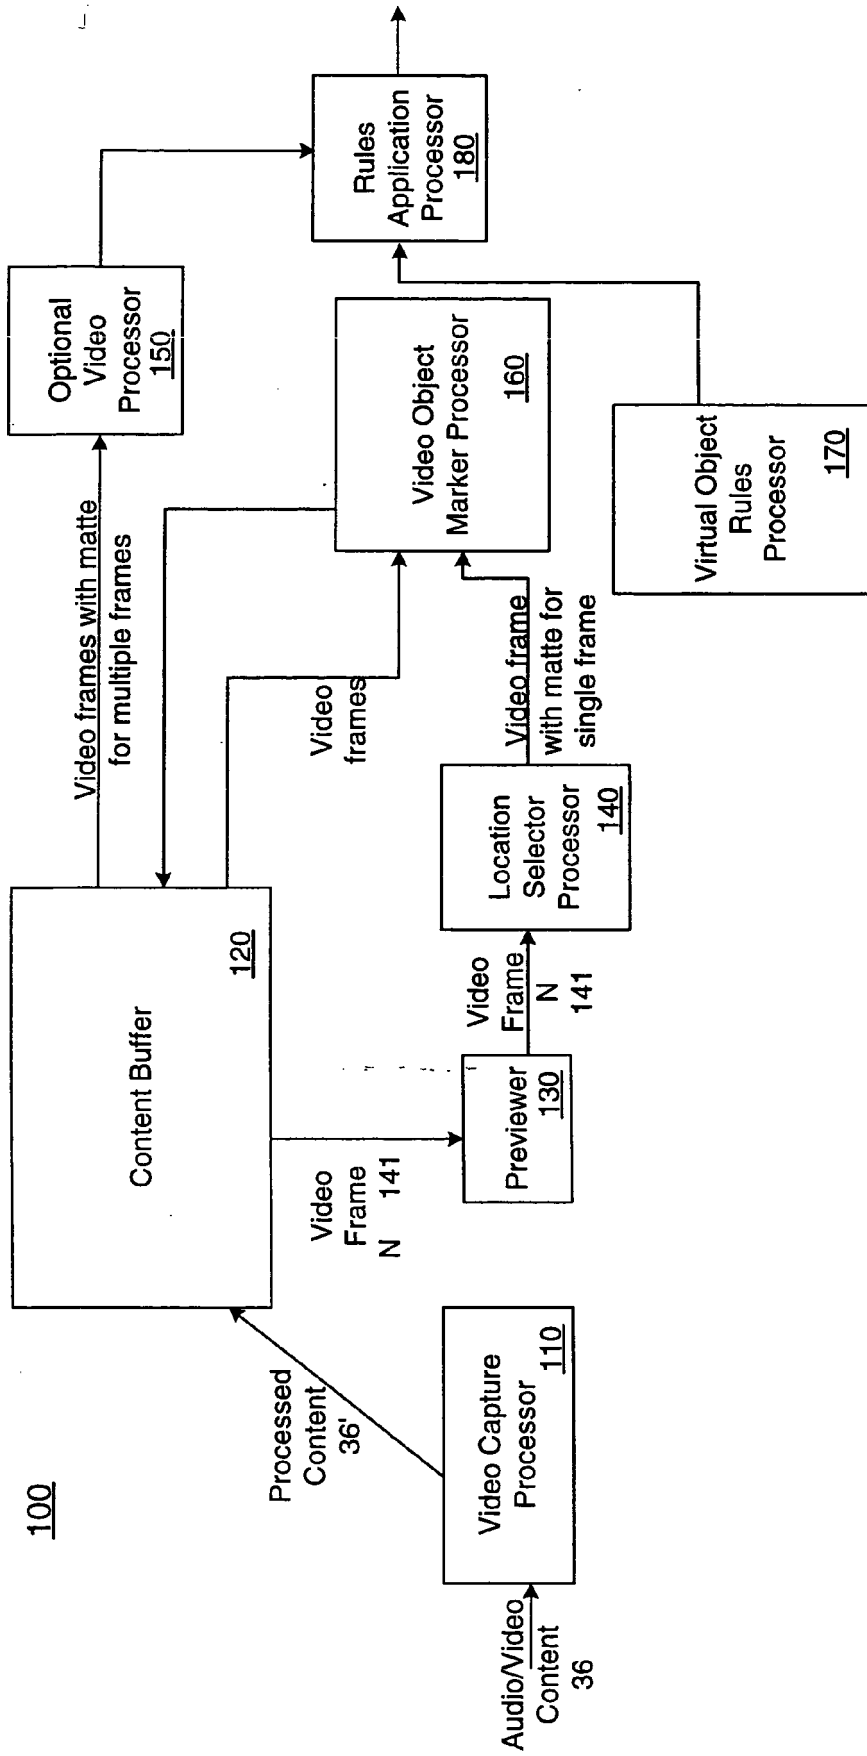 100
Audio/Video
Content
36
Video Capture
Processor
110
Processed
Content
36'
Content Buffer
120
Video
Frame
N 141
Previewer
130
Video
Frame
N
141
Location
Selector
Processor
140
Video frame
with matte for
single frame
Video
frames
Video frames with matte
for multiple frames
Optional
Video
Processor
150
Video Object
Marker Processor
160
Virtual Object
Rules
Processor
170
Rules
Application
Processor
180